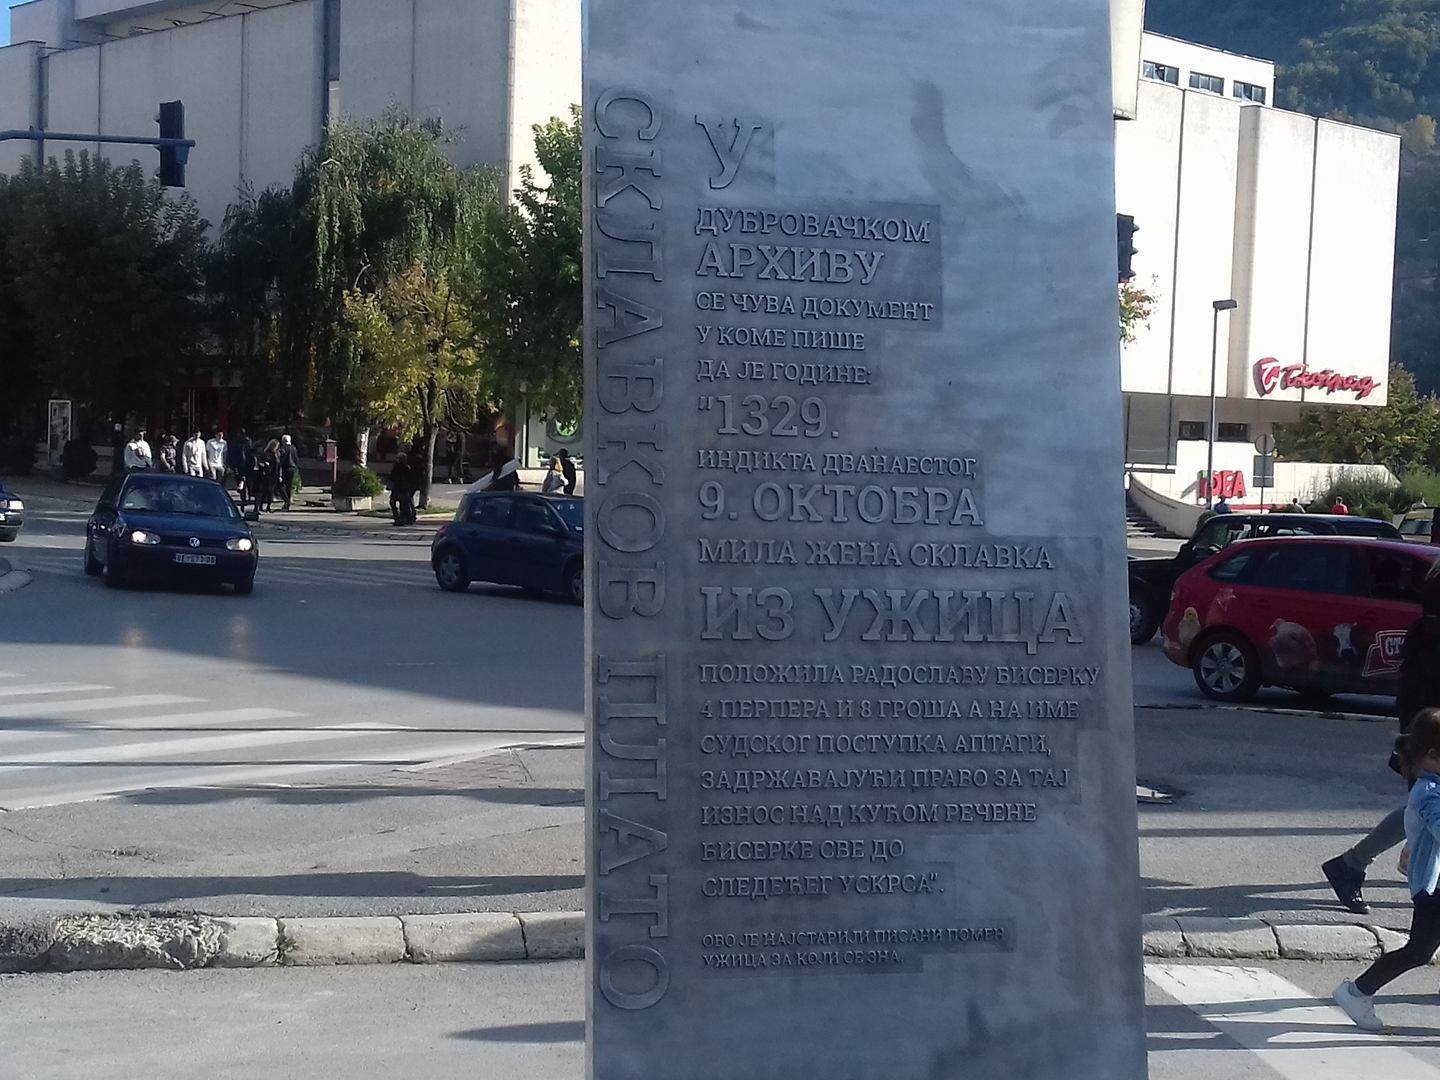 СКЛАВКОВ ПЛАТО
У
ДУБРОВАЧКОМ
АРХИВУ
СЕ ЧУВА ДОКУМЕНТ
У КОМЕ ПИШЕ
ДА ЈЕ ГОДИНЕ:
"1329.
ИНДИКТА ДВАНАЕСТОГ,
9. ОКТОБРА
МИЛА ЖЕНА СКЛАВКА
ИЗ УЖИЦА
ПОЛОЖИЛА РАДОСЛАВУ БИСЕРКУ
4 ПЕРПЕРА И 8 ГРОША А НА ИМЕ
СУДСКОГ ПОСТУПКА АПТАГИ,
ЗАДРЖАВАЈУЋИ ПРАВО ЗА ТАЈ
ИЗНОС НАД КУЋОМ РЕЧЕНЕ
БИСЕРКЕ СВЕ ДО
СЛЕДЕЋЕГ УСКРСА".
ОВО ЈЕ НАЈСТАРИЈИ ПИСАНИ ПОМЕН
УЖИЦА ЗА КОЈИ СЕ ЗНА.
IDEA